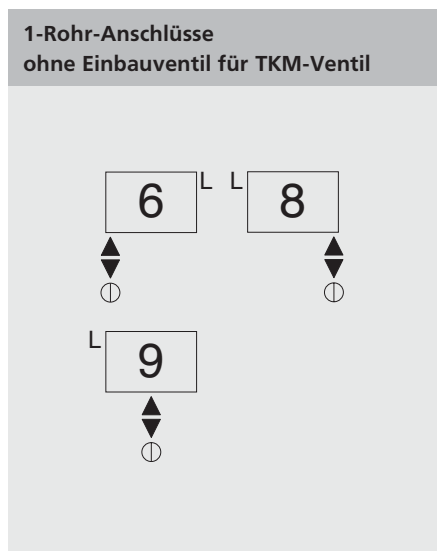 1-Rohr-Anschlüsse
ohne Einbauventil für TKM-Ventil
6 L L 8
L 9